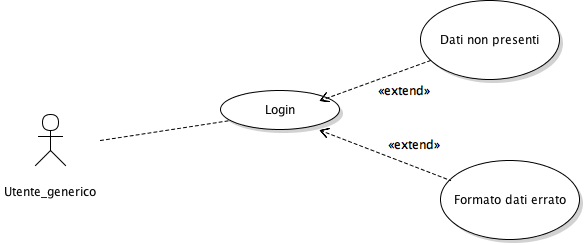 Dati non presenti
«extend»
Login
«extend»
Utente_generico
Formato dati errato